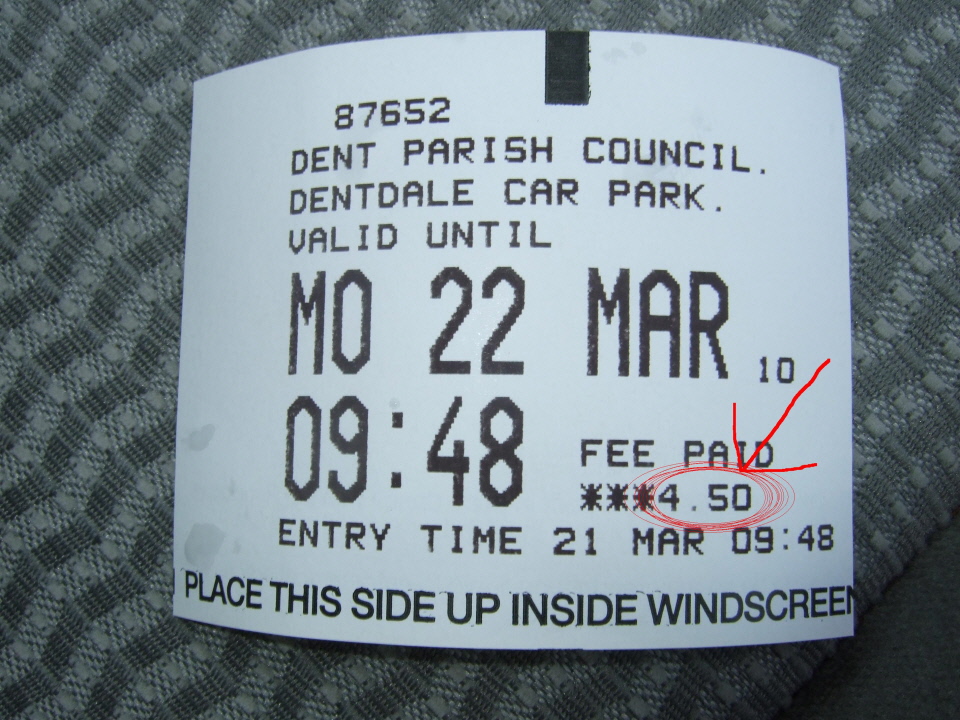 87652
DENT PARISH COUNCIL.
DENTDALE CAR PARK.
VALID UNTIL
MO 22 MAR 10
09:48
FEE PAID
***4.50
ENTRY TIME 21 MAR 09:48
PLACE THIS SIDE UP INSIDE WINDSCREEN